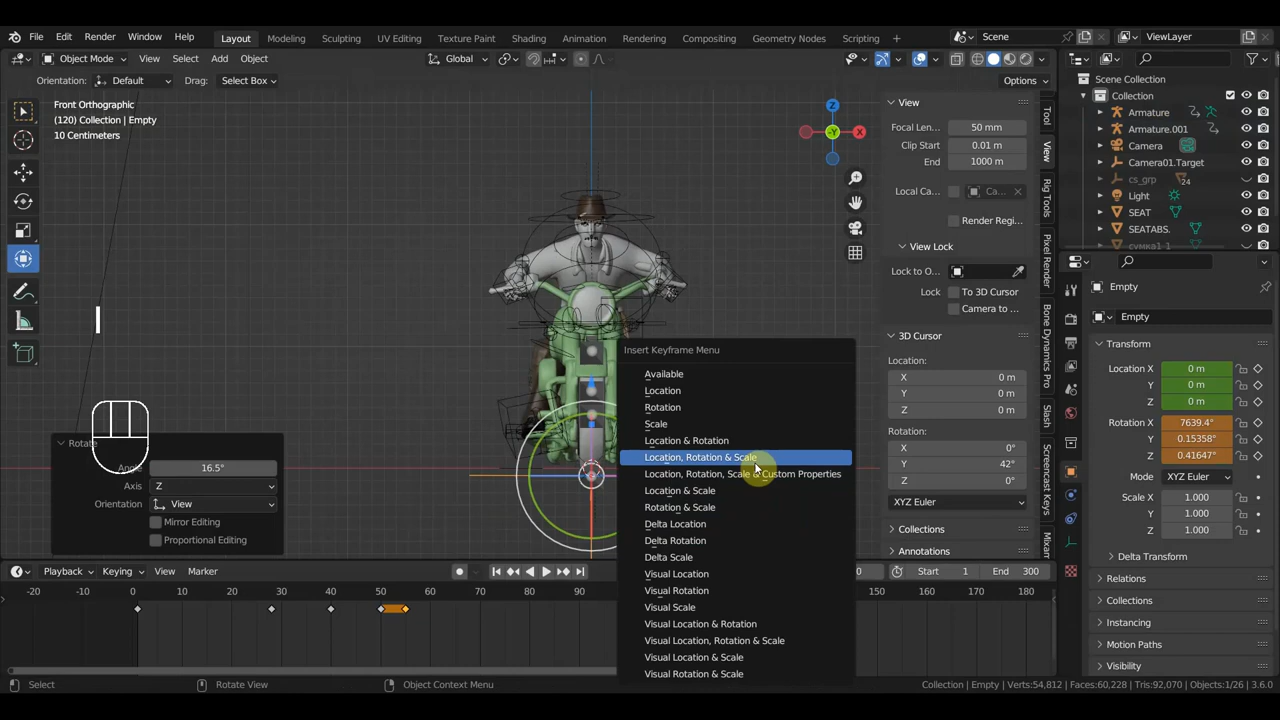 File Edit Render Window Help Layout Modeling Sculpting UV Editing Texture Paint Shading Animation Rendering Compositing Geometry Nodes Scripting + Scene ViewLayer
Object Mode View Select Add Object Global Options
Orientation: Default Drag: Select Box
Front Orthographic
(120) Collection | Empty
10 Centimeters
Z
-Y
X
I
Rotate
Angle 16.5°
Axis Z
Orientation View
Mirror Editing
Proportional Editing
Insert Keyframe Menu
Available
Location
Rotation
Scale
Location & Rotation
Location, Rotation & Scale
Location, Rotation, Scale & Custom Properties
Location & Scale
Rotation & Scale
Delta Location
Delta Rotation
Delta Scale
Visual Location
Visual Rotation
Visual Scale
Visual Location & Rotation
Visual Location, Rotation & Scale
Visual Location & Scale
Visual Rotation & Scale
View
Focal Len... 50 mm
Clip Start 0.01 m
End 1000 m
Local Ca... Ca...
Render Regi...
View Lock
Lock to O...
Lock To 3D Cursor
Camera to ...
3D Cursor
Location:
X 0 m
Y 0 m
Z 0 m
Rotation:
X 0°
Y 42°
Z 0°
XYZ Euler
Collections
Annotations
Tool
View
Rig Tools
Pixel Render
Bone Dynamics Pro
Slash
Screencast Keys
Mixam
Scene Collection
Collection
Armature
Armature.001
Camera
Camera01.Target
cs_grp 24
Light
SEAT
SEATABS.
сумка1 1
Empty
Empty
Transform
Location X 0 m
Y 0 m
Z 0 m
Rotation X 7639.4°
Y 0.15358°
Z 0.41647°
Mode XYZ Euler
Scale X 1.000
Y 1.000
Z 1.000
Delta Transform
Relations
Collections
Instancing
Motion Paths
Visibility
Playback Keying View Marker 0 Start 1 End 300
-20 -10 0 10 20 30 40 50 60 70 80 90 150 160 170 180
Select Rotate View Object Context Menu Collection | Empty Verts:54,812 | Faces:60,228 | Tris:92,070 | Objects:1/26 | 3.6.0